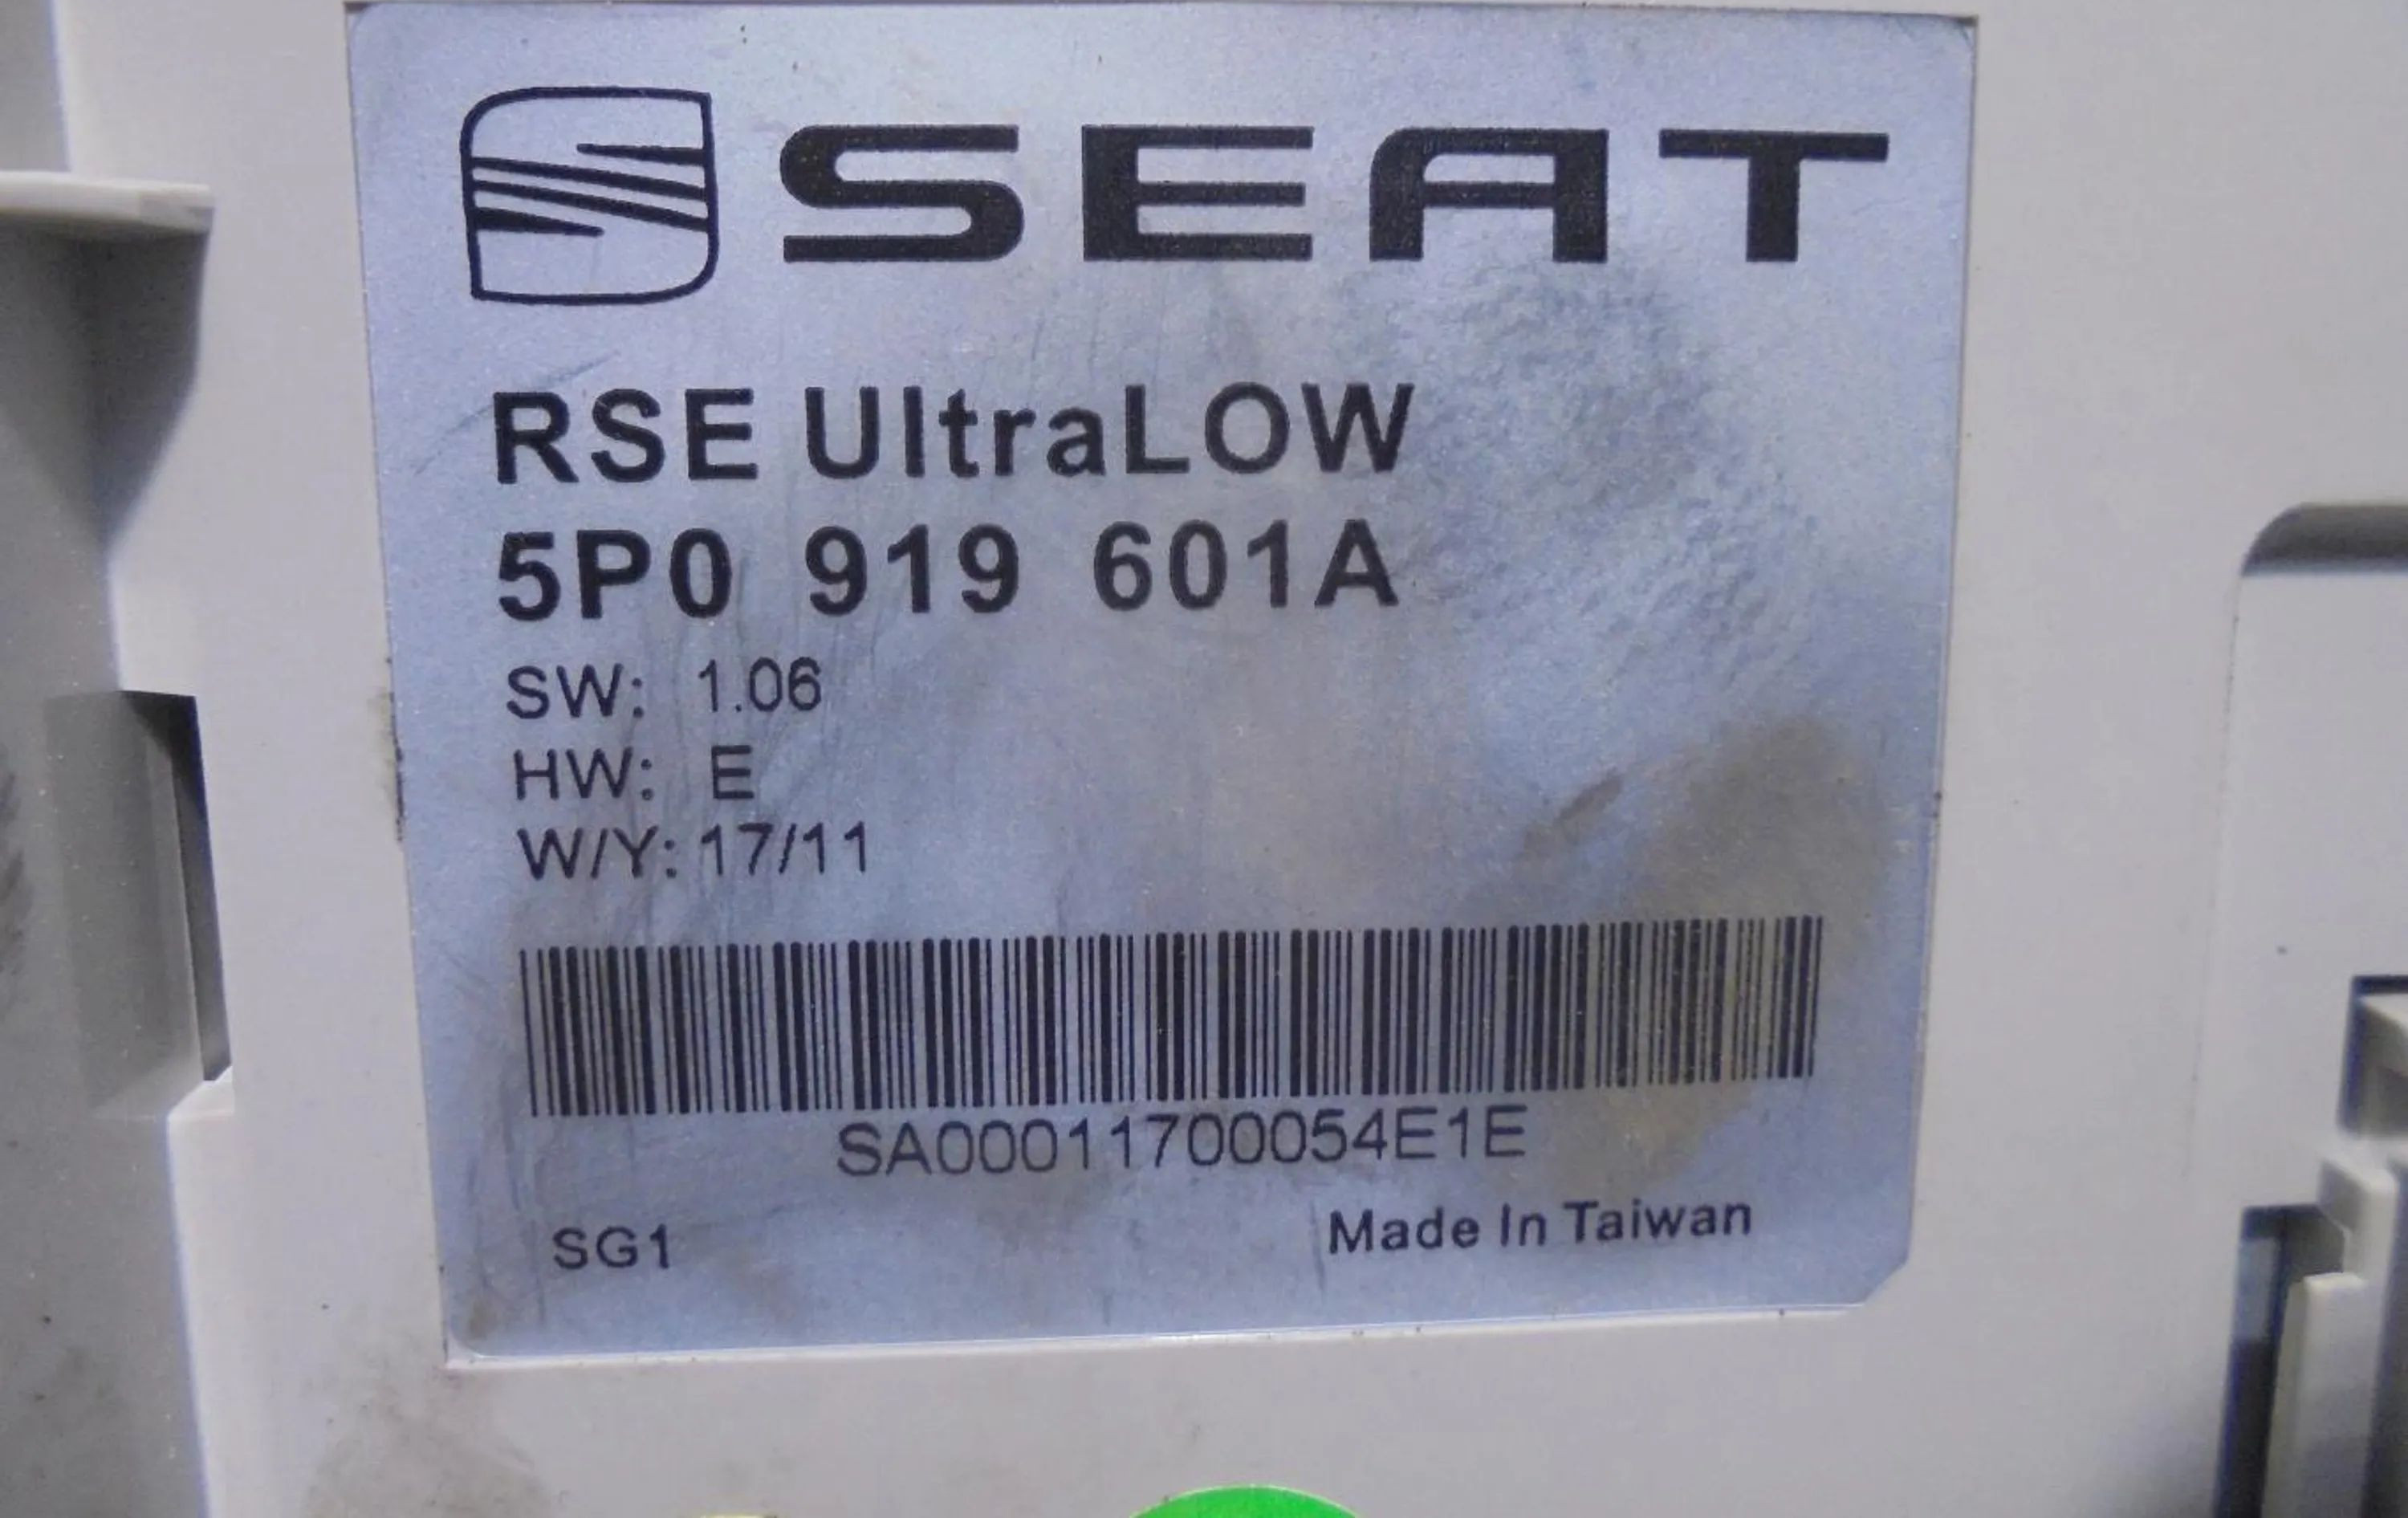 SEAT
RSE UltraLOW
5P0 919 601A
SW: 1.06
HW: E
W/Y: 17/11
SA00011700054E1E
SG1
Made In Taiwan